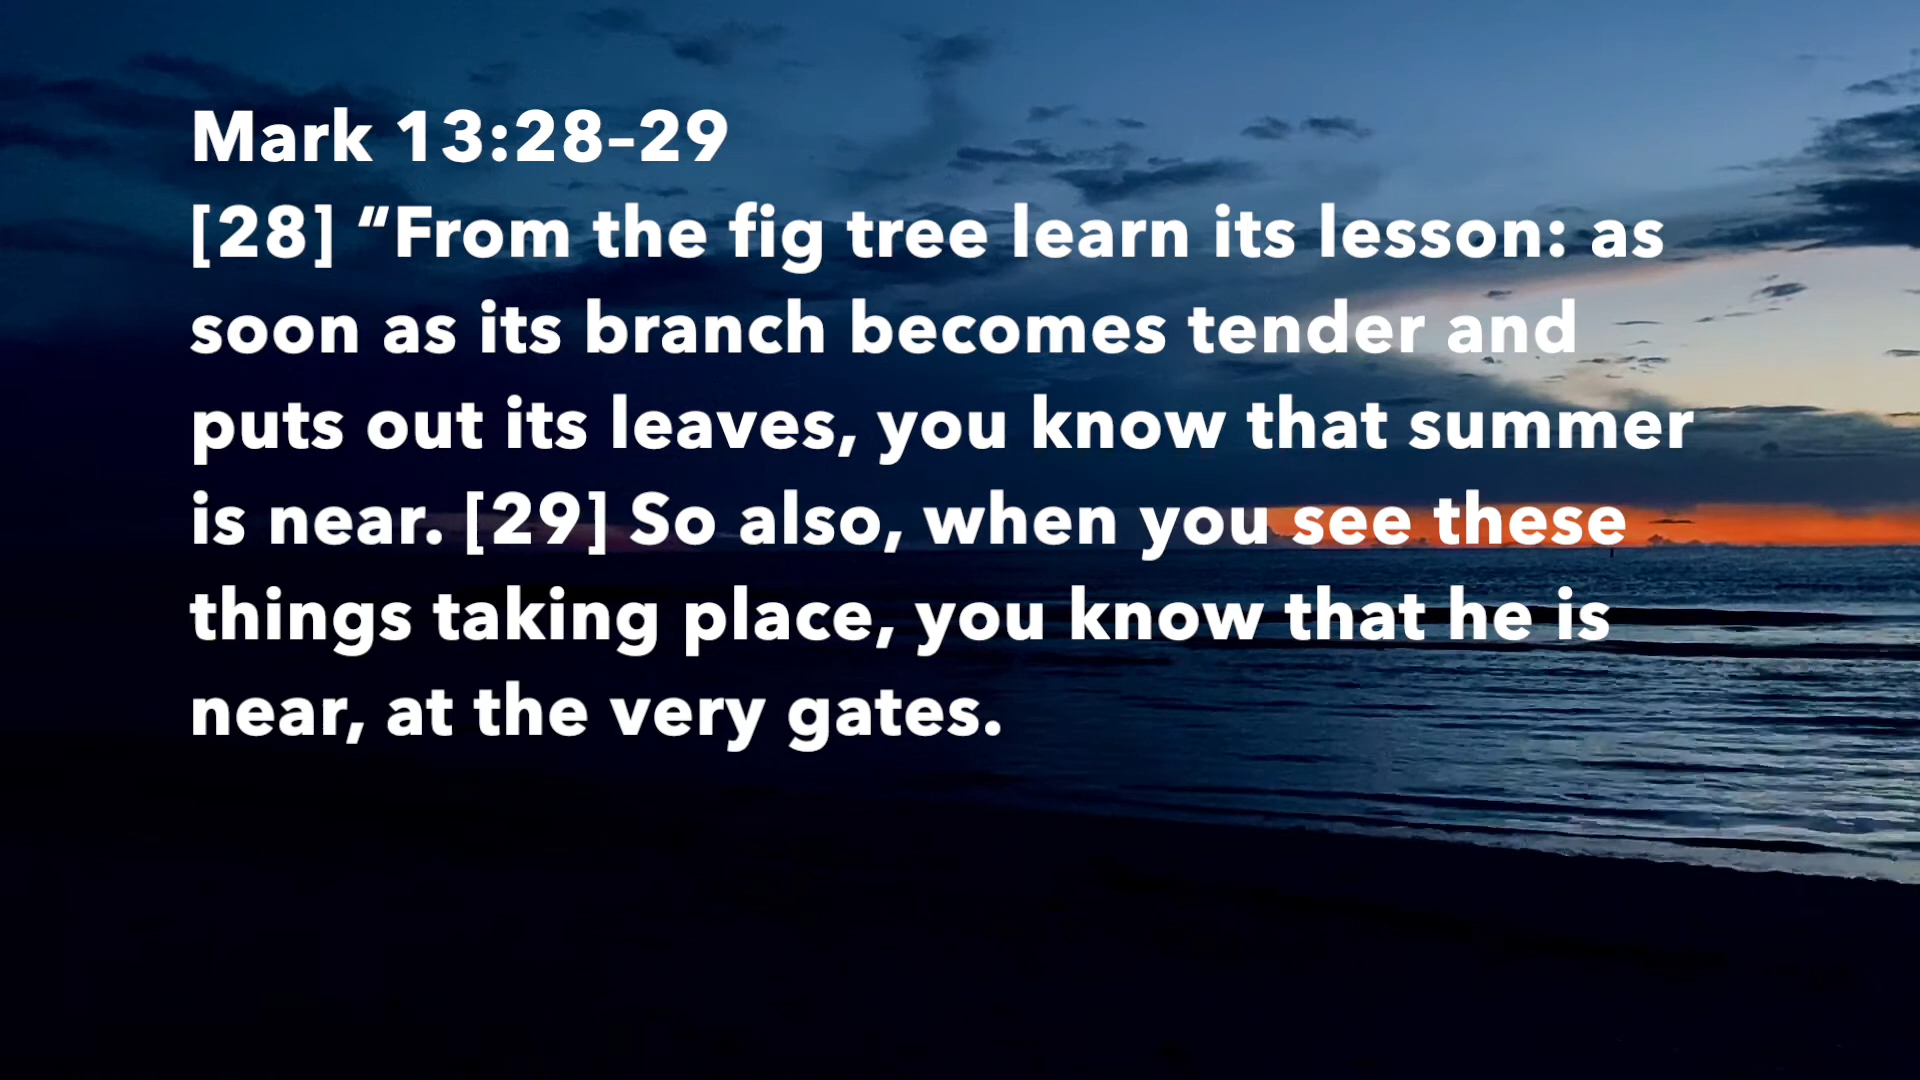 Mark 13:28–29
[28] “From the fig tree learn its lesson: as
soon as its branch becomes tender and
puts out its leaves, you know that summer
is near. [29] So also, when you see these
things taking place, you know that he is
near, at the very gates.